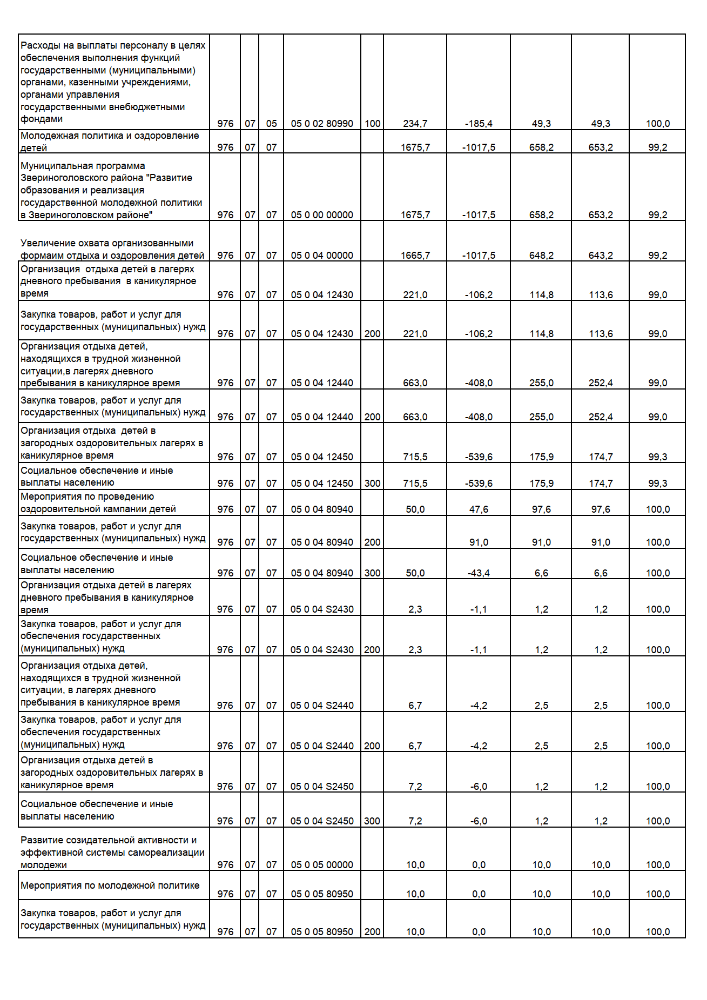 Расходы на выплаты персоналу в целях
обеспечения выполнения функций
государственными (муниципальными)
органами, казенными учреждениями,
органами управления
государственными внебюджетными
фондами 976 07 05 05 0 02 80990 100 234,7 -185,4 49,3 49,3 100,0
Молодежная политика и оздоровление
детей 976 07 07 1675,7 -1017,5 658,2 653,2 99,2
Муниципальная программа
Звериноголовского района "Развитие
образования и реализация
государственной молодежной политики
в Звериноголовском районе" 976 07 07 05 0 00 00000 1675,7 -1017,5 658,2 653,2 99,2
Увеличение охвата организованными
формаим отдыха и оздоровления детей 976 07 07 05 0 04 00000 1665,7 -1017,5 648,2 643,2 99,2
Организация  отдыха детей в лагерях
дневного пребывания  в каникулярное
время 976 07 07 05 0 04 12430 221,0 -106,2 114,8 113,6 99,0
Закупка товаров, работ и услуг для
государственных (муниципальных) нужд 976 07 07 05 0 04 12430 200 221,0 -106,2 114,8 113,6 99,0
Организация отдыха детей,
находящихся в трудной жизненной
ситуации,в лагерях дневного
пребывания в каникулярное время 976 07 07 05 0 04 12440 663,0 -408,0 255,0 252,4 99,0
Закупка товаров, работ и услуг для
государственных (муниципальных) нужд 976 07 07 05 0 04 12440 200 663,0 -408,0 255,0 252,4 99,0
Организация отдыха  детей в
загородных оздоровительных лагерях в
каникулярное время 976 07 07 05 0 04 12450 715,5 -539,6 175,9 174,7 99,3
Социальное обеспечение и иные
выплаты населению 976 07 07 05 0 04 12450 300 715,5 -539,6 175,9 174,7 99,3
Мероприятия по проведению
оздоровительной кампании детей 976 07 07 05 0 04 80940 50,0 47,6 97,6 97,6 100,0
Закупка товаров, работ и услуг для
государственных (муниципальных) нужд 976 07 07 05 0 04 80940 200 91,0 91,0 91,0 100,0
Социальное обеспечение и иные
выплаты населению 976 07 07 05 0 04 80940 300 50,0 -43,4 6,6 6,6 100,0
Организация отдыха детей в лагерях
дневного пребывания в каникулярное
время 976 07 07 05 0 04 S2430 2,3 -1,1 1,2 1,2 100,0
Закупка товаров, работ и услуг для
обеспечения государственных
(муниципальных) нужд 976 07 07 05 0 04 S2430 200 2,3 -1,1 1,2 1,2 100,0
Организация отдыха детей,
находящихся в трудной жизненной
ситуации, в лагерях дневного
пребывания в каникулярное время 976 07 07 05 0 04 S2440 6,7 -4,2 2,5 2,5 100,0
Закупка товаров, работ и услуг для
обеспечения государственных
(муниципальных) нужд 976 07 07 05 0 04 S2440 200 6,7 -4,2 2,5 2,5 100,0
Организация отдыха детей в
загородных оздоровительных лагерях в
каникулярное время 976 07 07 05 0 04 S2450 7,2 -6,0 1,2 1,2 100,0
Социальное обеспечение и иные
выплаты населению 976 07 07 05 0 04 S2450 300 7,2 -6,0 1,2 1,2 100,0
Развитие созидательной активности и
эффективной системы самореализации
молодежи 976 07 07 05 0 05 00000 10,0 0,0 10,0 10,0 100,0
Мероприятия по молодежной политике 976 07 07 05 0 05 80950 10,0 0,0 10,0 10,0 100,0
Закупка товаров, работ и услуг для
государственных (муниципальных) нужд 976 07 07 05 0 05 80950 200 10,0 0,0 10,0 10,0 100,0